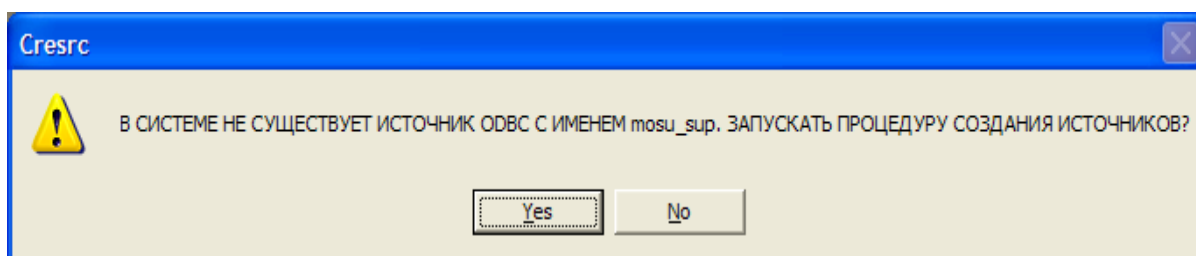 Cresrc
В СИСТЕМЕ НЕ СУЩЕСТВУЕТ ИСТОЧНИК ODBC С ИМЕНЕМ mosu_sup. ЗАПУСКАТЬ ПРОЦЕДУРУ СОЗДАНИЯ ИСТОЧНИКОВ?
Yes No